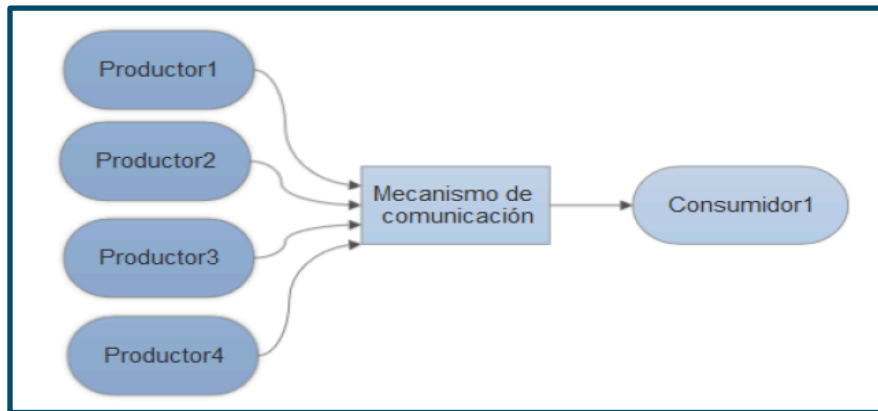 Productor1
Productor2
Productor3
Productor4
Mecanismo de
comunicación
Consumidor1